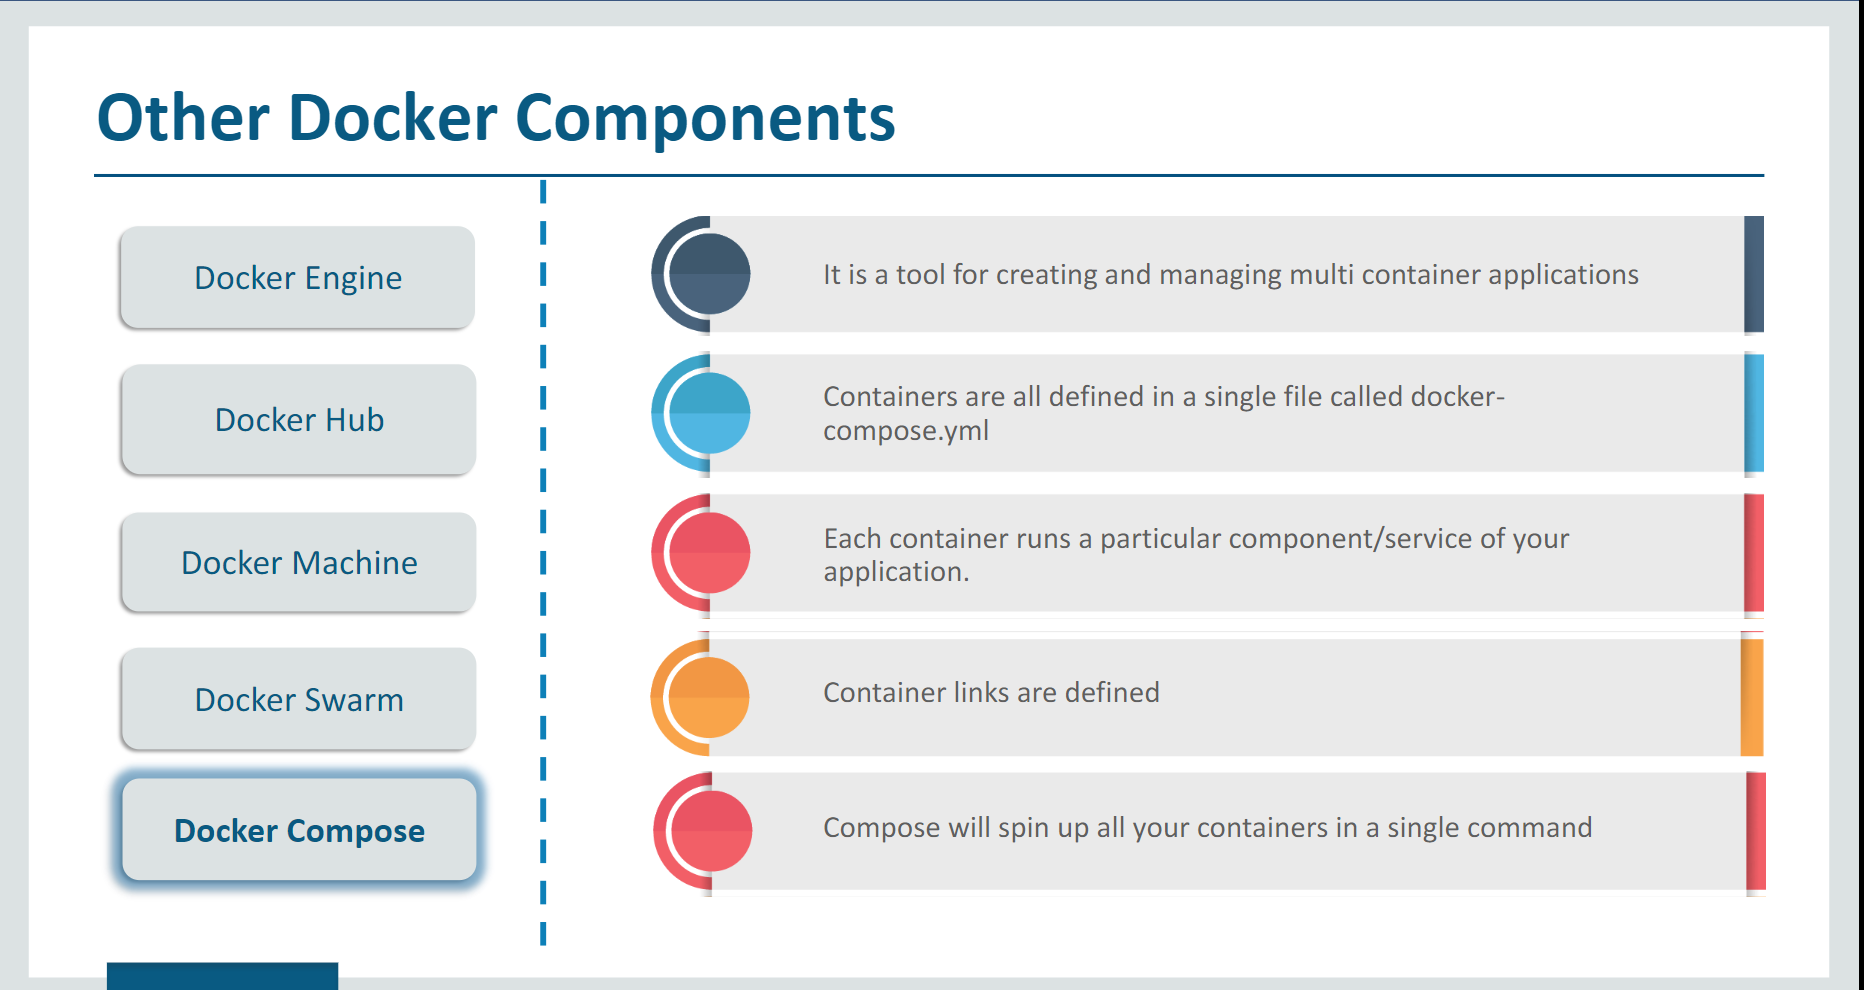 Other Docker Components
Docker Engine
Docker Hub
Docker Machine
Docker Swarm
Docker Compose
It is a tool for creating and managing multi container applications
Containers are all defined in a single file called docker-
compose.yml
Each container runs a particular component/service of your
application.
Container links are defined
Compose will spin up all your containers in a single command